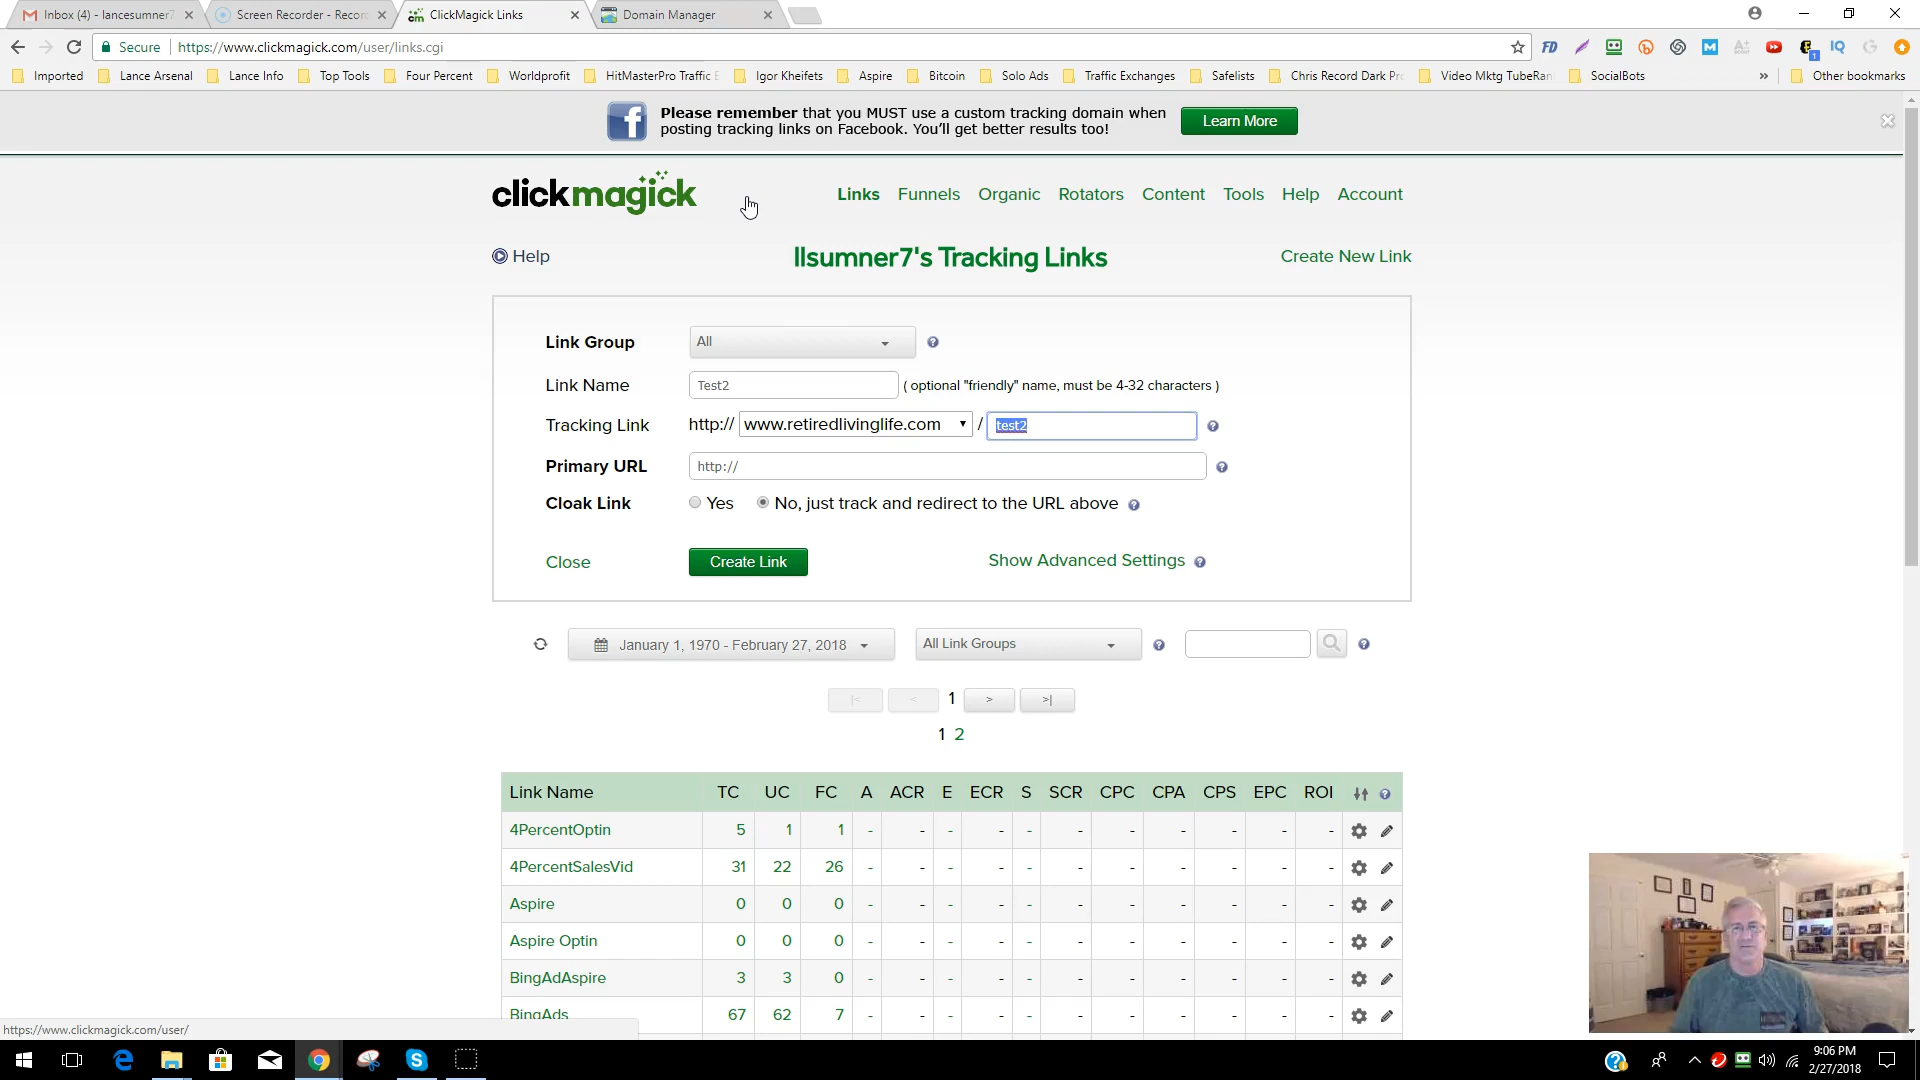 Inbox (4) - lancesumner7
Screen Recorder - Recor
ClickMagick Links
Domain Manager
Secure
https://www.clickmagick.com/user/links.cgi
Imported
Lance Arsenal
Lance Info
Top Tools
Four Percent
Worldprofit
HitMasterPro Traffic E
Igor Kheifets
Aspire
Bitcoin
Solo Ads
Traffic Exchanges
Safelists
Chris Record Dark Pr
Video Mktg TubeRan
SocialBots
»
Other bookmarks
Please remember that you MUST use a custom tracking domain when
posting tracking links on Facebook. You'll get better results too!
Learn More
clickmagick
Links Funnels Organic Rotators Content Tools Help Account
Help
llsumner7's Tracking Links
Create New Link
Link Group All
Link Name Test2 ( optional "friendly" name, must be 4-32 characters )
Tracking Link http:// www.retiredlivinglife.com / test2
Primary URL http://
Cloak Link Yes No, just track and redirect to the URL above
Close Create Link Show Advanced Settings
January 1, 1970 - February 27, 2018 All Link Groups
|< < 1 > >|
1 2
Link Name TC UC FC A ACR E ECR S SCR CPC CPA CPS EPC ROI
4PercentOptin 5 1 1 - - - - - - - - - - -
4PercentSalesVid 31 22 26 - - - - - - - - - - -
Aspire 0 0 0 - - - - - - - - - - -
Aspire Optin 0 0 0 - - - - - - - - - - -
BingAdAspire 3 3 0 - - - - - - - - - - -
BingAds 67 62 7 - - - - - - - - - - -
https://www.clickmagick.com/user/
9:06 PM
2/27/2018